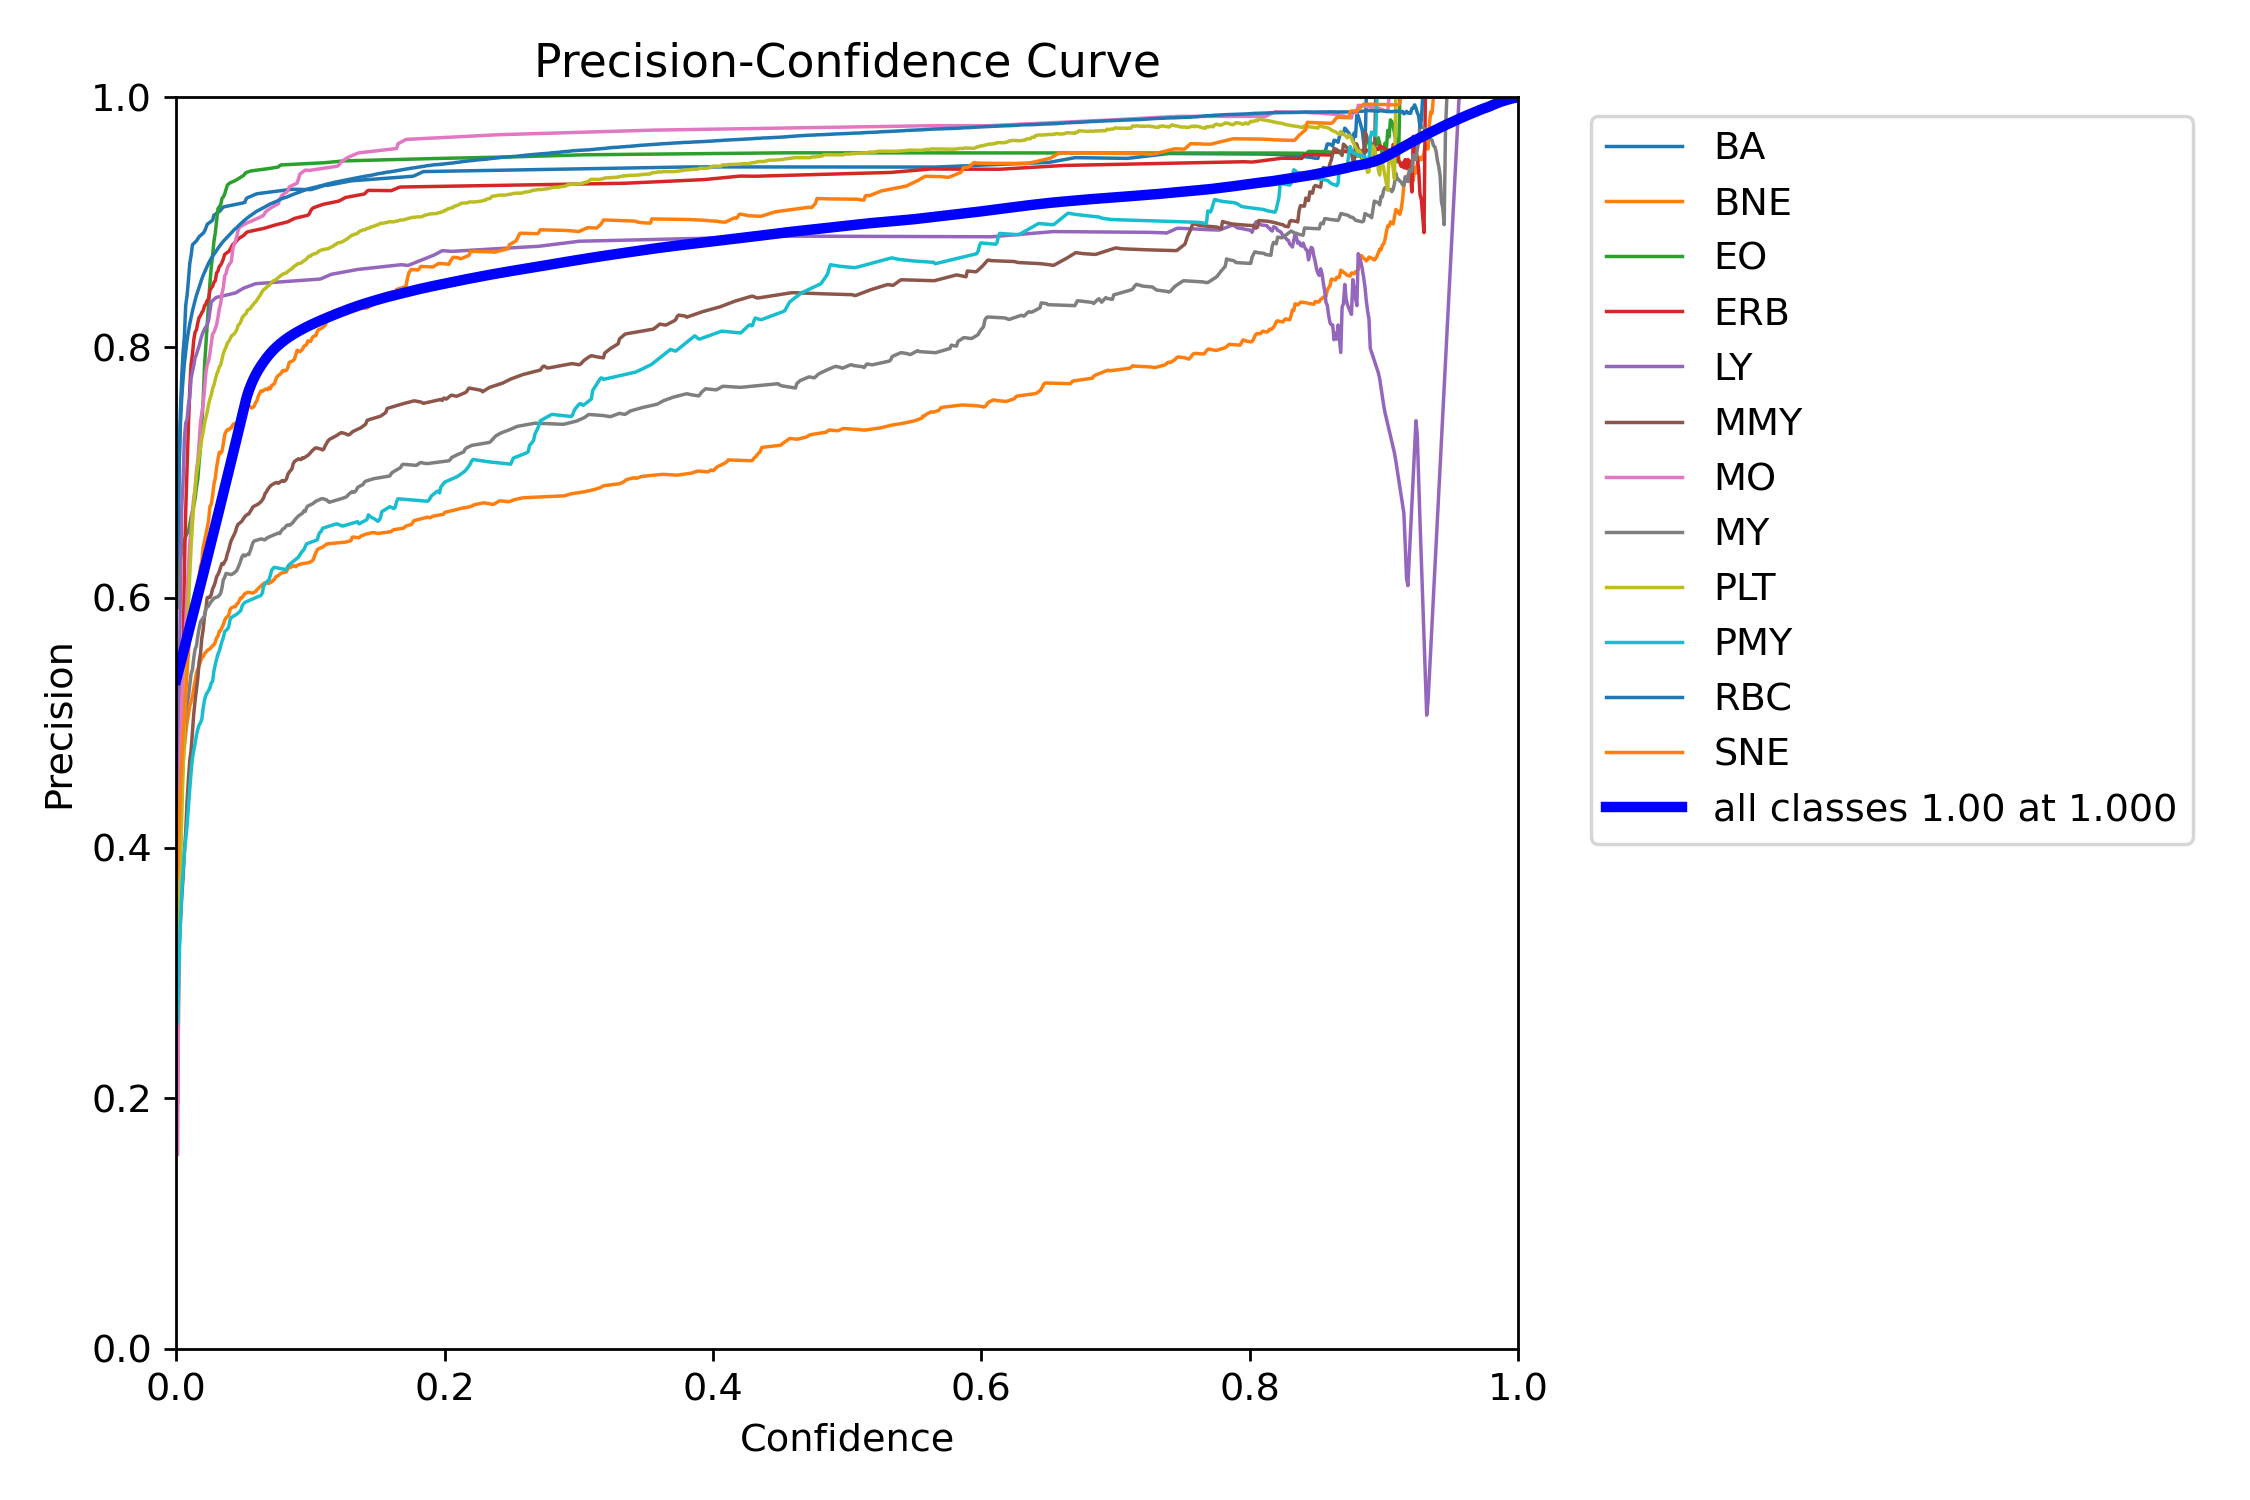 Precision-Confidence Curve
1.0
0.8
0.6
0.4
0.2
0.0
Precision
0.0 0.2 0.4 0.6 0.8 1.0
Confidence
BA
BNE
EO
ERB
LY
MMY
MO
MY
PLT
PMY
RBC
SNE
all classes 1.00 at 1.000